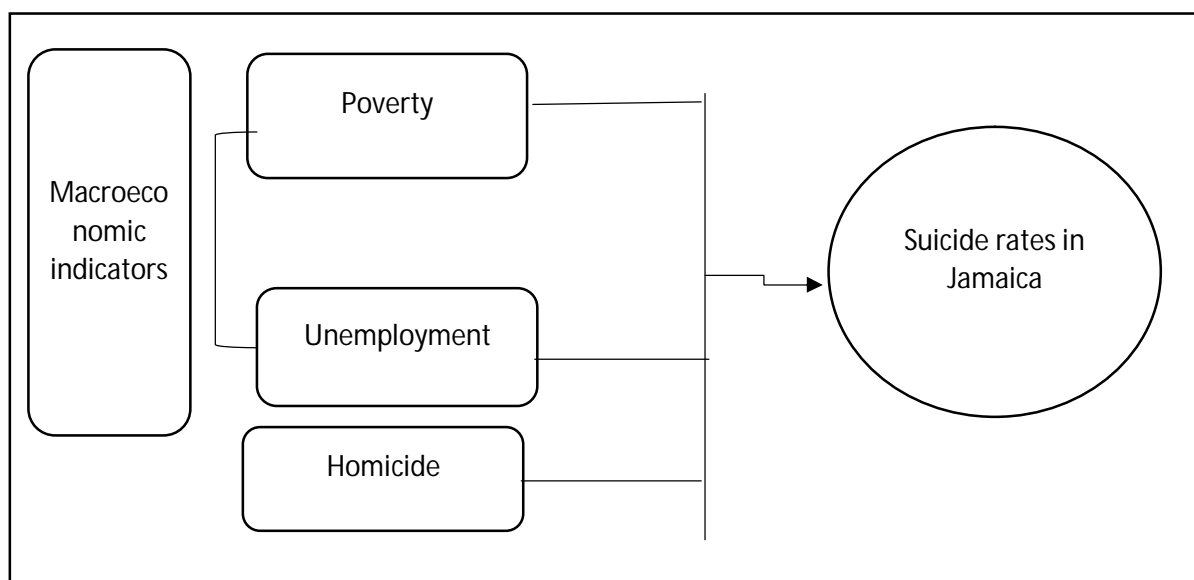 Macroeco
nomic
indicators
Poverty
Unemployment
Homicide
Suicide rates in
Jamaica